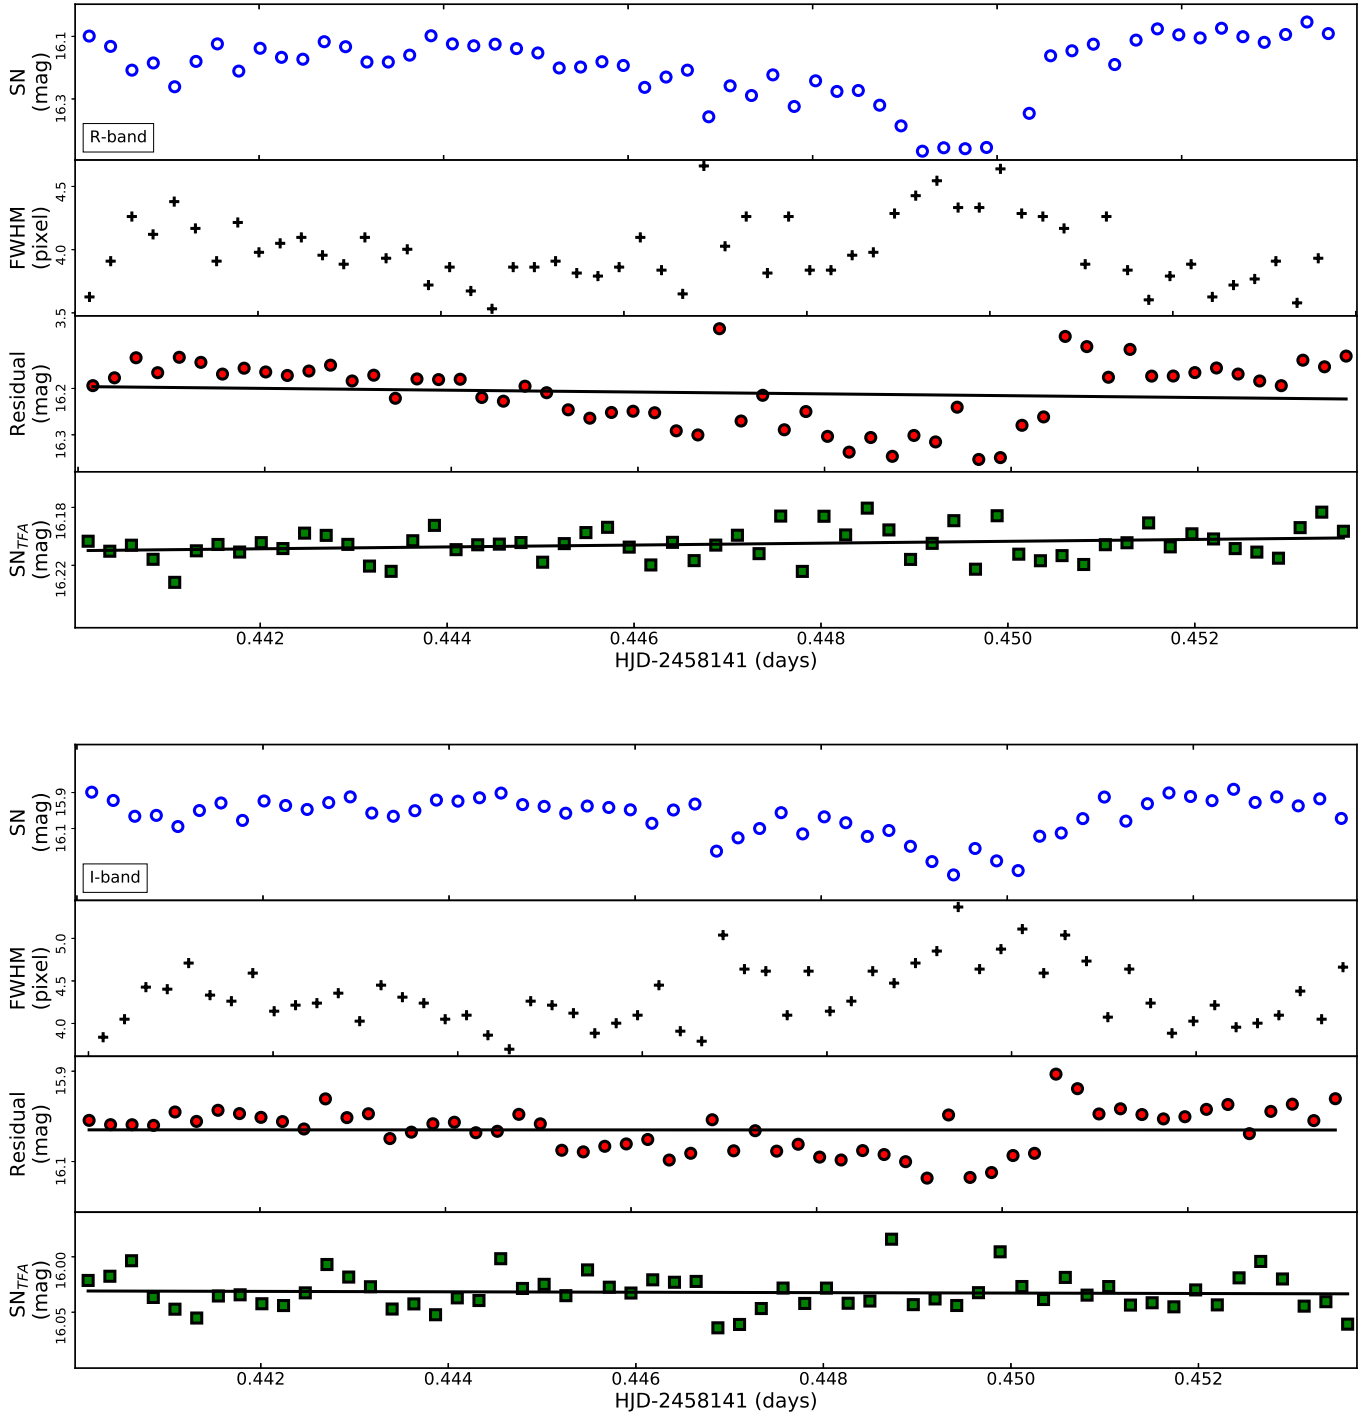 SN
(mag)
16.1
16.3
R-band
FWHM
(pixel)
4.5
4.0
3.5
Residual
(mag)
16.2
16.3
SN_TFA
(mag)
16.18
16.22
0.442 0.444 0.446 0.448 0.450 0.452
HJD-2458141 (days)
SN
(mag)
15.9
16.1
I-band
FWHM
(pixel)
5.0
4.5
4.0
Residual
(mag)
15.9
16.1
SN_TFA
(mag)
16.00
16.05
0.442 0.444 0.446 0.448 0.450 0.452
HJD-2458141 (days)